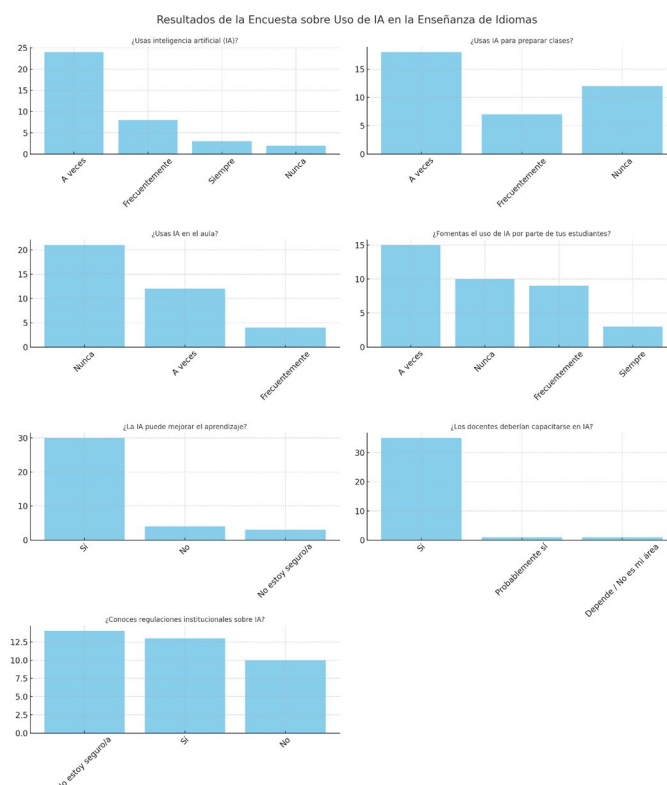 Resultados de la Encuesta sobre Uso de IA en la Enseñanza de Idiomas
¿Usas inteligencia artificial (IA)?
25
20
15
10
5
0
A veces
Frecuentemente
Siempre
Nunca
¿Usas IA para preparar clases?
15
10
5
0
A veces
Frecuentemente
Nunca
¿Usas IA en el aula?
20
15
10
5
0
Nunca
A veces
Frecuentemente
¿Fomentas el uso de IA por parte de tus estudiantes?
15
10
5
0
A veces
Nunca
Frecuentemente
Siempre
¿La IA puede mejorar el aprendizaje?
30
20
10
0
Sí
No
No estoy seguro/a
¿Los docentes deberían capacitarse en IA?
30
20
10
0
Sí
Probablemente sí
Depende / No es mi área
¿Conoces regulaciones institucionales sobre IA?
12.5
10.0
7.5
5.0
2.5
0.0
estoy seguro/a
Sí
No